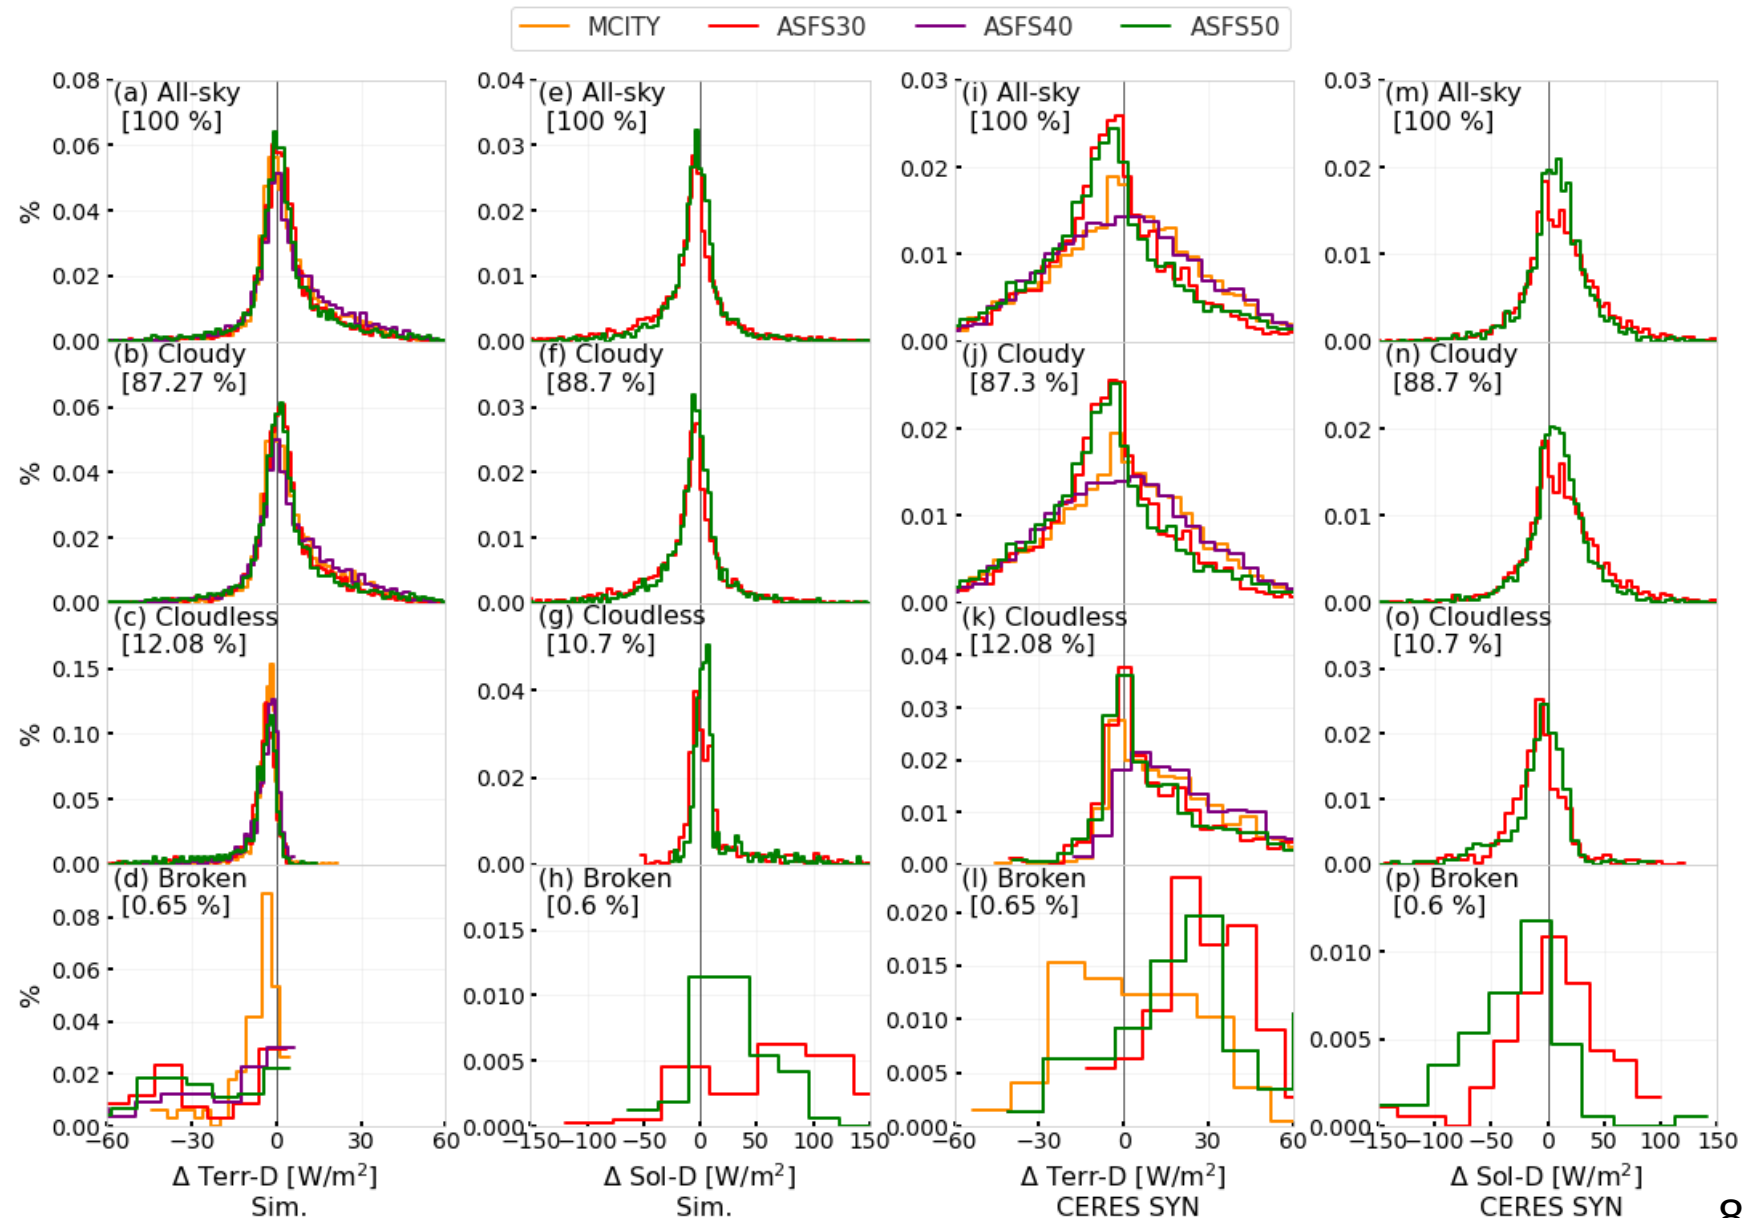 MCITY ASFS30 ASFS40 ASFS50
0.08 (a) All-sky 0.04 (e) All-sky 0.03 (i) All-sky 0.03 (m) All-sky
[100 %] [100 %] [100 %] [100 %]
0.06 0.03 0.02 0.02
% 0.04 0.02
0.02 0.01 0.01 0.01
0.00 0.00 0.00 0.00
(b) Cloudy (f) Cloudy (j) Cloudy (n) Cloudy
[87.27 %] [88.7 %] [87.3 %] [88.7 %]
0.06 0.03 0.02 0.02
% 0.04 0.02
0.02 0.01 0.01 0.01
0.00 0.00 0.00 0.00
(c) Cloudless (g) Cloudless (k) Cloudless (o) Cloudless
[12.08 %] [10.7 %] [12.08 %] [10.7 %]
0.15 0.04 0.04 0.03
% 0.10 0.03 0.02
0.05 0.02 0.02 0.01
0.01
0.00 0.00 0.00 0.00
(d) Broken (h) Broken (l) Broken (p) Broken
[0.65 %] [0.6 %] [0.65 %] [0.6 %]
0.08 0.015 0.020 0.010
0.06 0.010 0.015
% 0.04 0.005 0.010 0.005
0.02 0.005
0.00 0.000 0.000 0.000
−60 −30 0 30 60 −150 −100 −50 0 50 100 150 −60 −30 0 30 60 −150 −100 −50 0 50 100 150
Δ Terr-D [W/m²] Δ Sol-D [W/m²] Δ Terr-D [W/m²] Δ Sol-D [W/m²]
Sim. Sim. CERES SYN CERES SYN